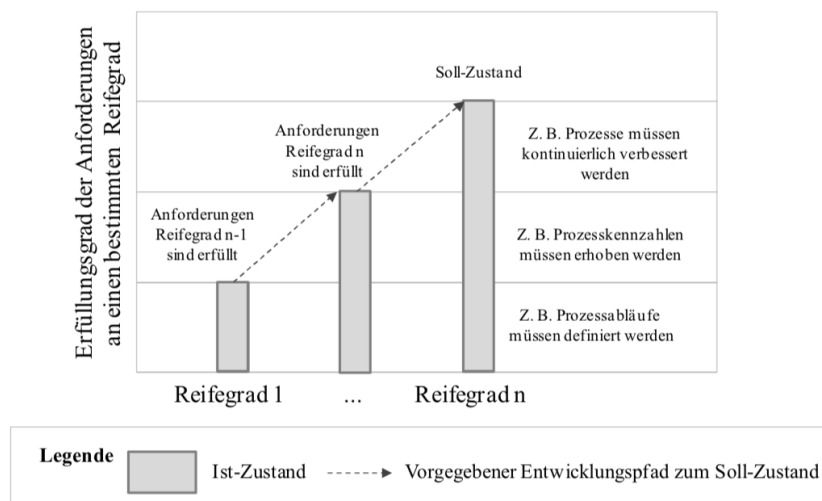 Erfüllungsgrad der Anforderungen
an einen bestimmten Reifegrad
Soll-Zustand
Anforderungen
Reifegrad n
sind erfüllt
Z. B. Prozesse müssen
kontinuierlich verbessert
werden
Anforderungen
Reifegrad n-1
sind erfüllt
Z. B. Prozesskennzahlen
müssen erhoben werden
Z. B. Prozessabläufe
müssen definiert werden
Reifegrad 1
...
Reifegrad n
Legende
Ist-Zustand
Vorgegebener Entwicklungspfad zum Soll-Zustand